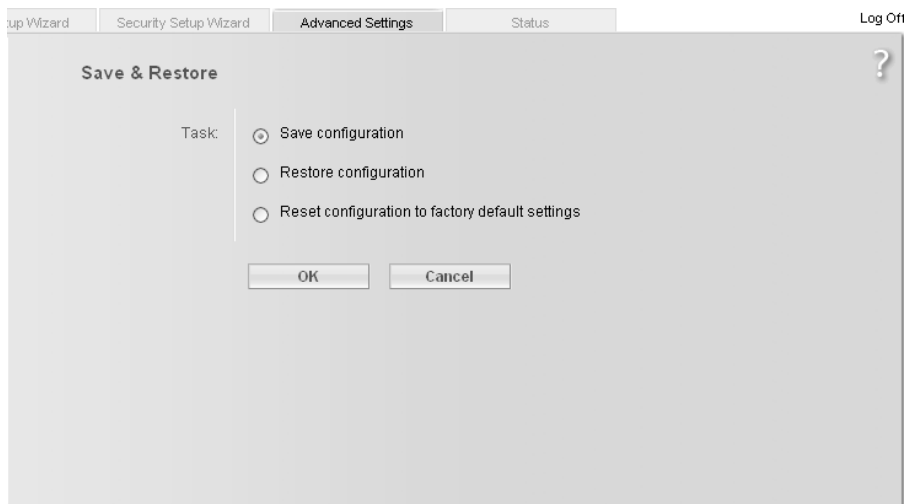 up Wizard
Security Setup Wizard
Advanced Settings
Status
Log Off
Save & Restore
?
Task:
Save configuration
Restore configuration
Reset configuration to factory default settings
OK
Cancel